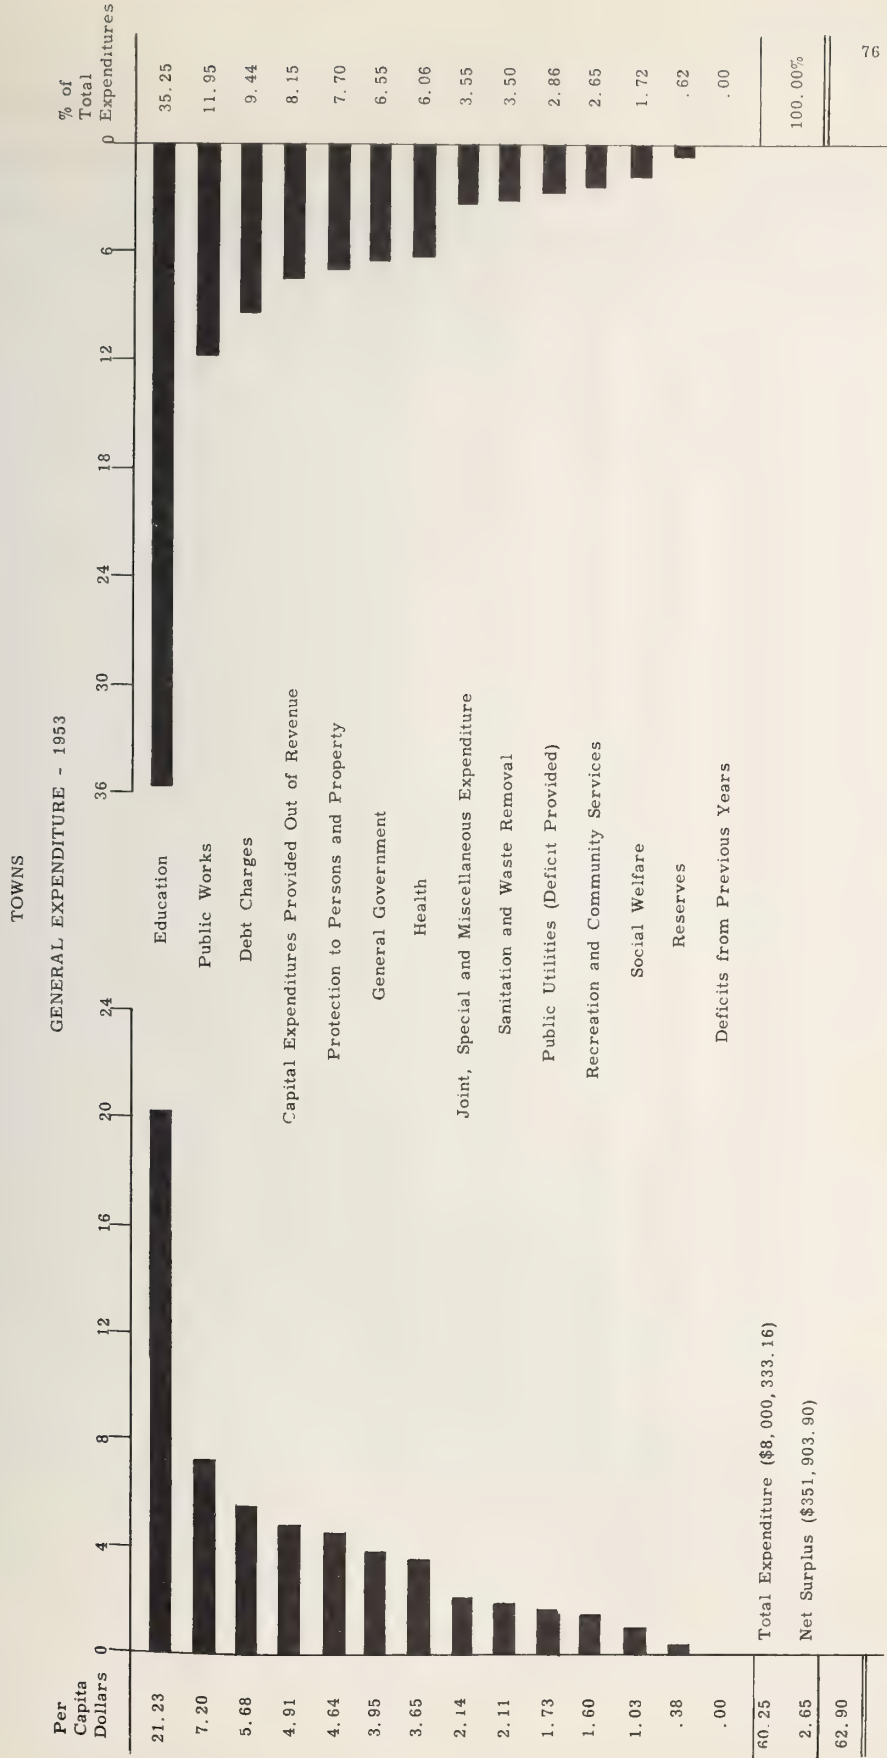 TOWNS
GENERAL EXPENDITURE - 1953
Per
Capita
Dollars
0 4 8 12 16 20 24
36 30 24 18 12 6 0
% of
Total
Expenditures
21.23 Education 35.25
7.20 Public Works 11.95
5.68 Debt Charges 9.44
4.91 Capital Expenditures Provided Out of Revenue 8.15
4.64 Protection to Persons and Property 7.70
3.95 General Government 6.55
3.65 Health 6.06
2.14 Joint, Special and Miscellaneous Expenditure 3.55
2.11 Sanitation and Waste Removal 3.50
1.73 Public Utilities (Deficit Provided) 2.86
1.60 Recreation and Community Services 2.65
1.03 Social Welfare 1.72
.38 Reserves .62
.00 Deficits from Previous Years .00
60.25 Total Expenditure ($8,000,333.16)
2.65 Net Surplus ($351,903.90) 100.00%
62.90
76